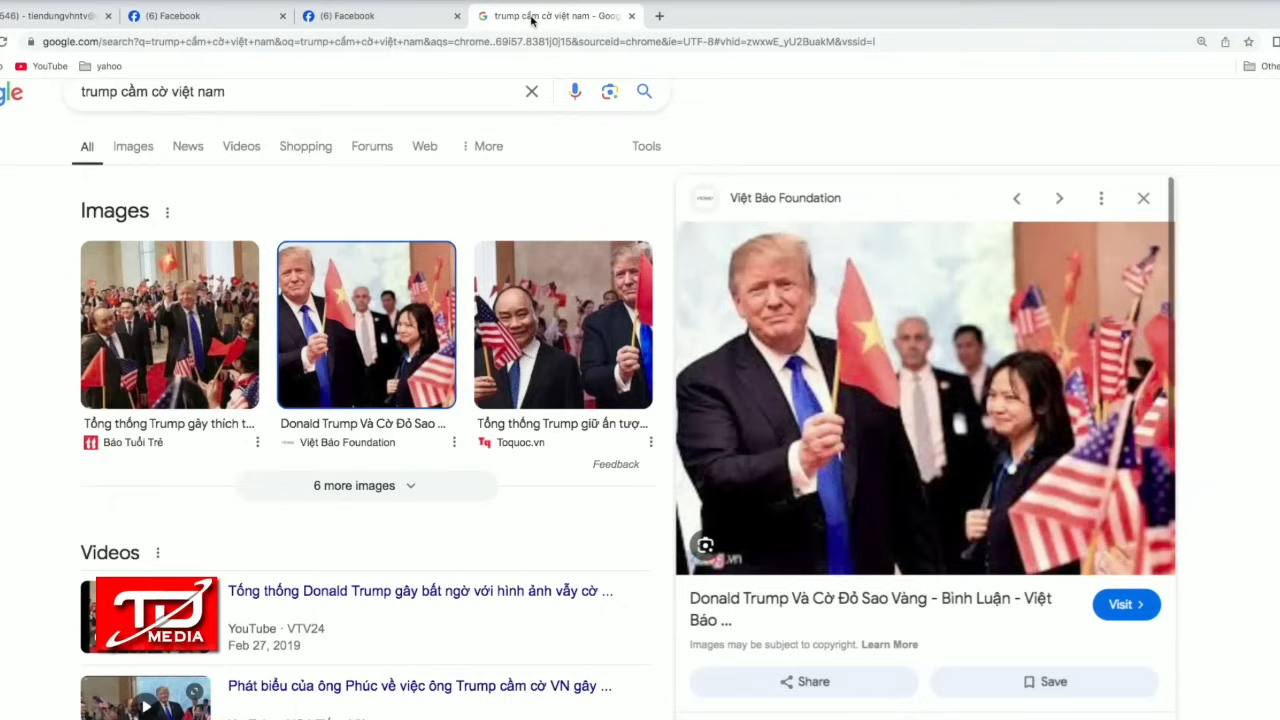 546) - tiendungvhntv@
(6) Facebook
(6) Facebook
trump cầm cờ việt nam - Goog
google.com/search?q=trump+cầm+cờ+việt+nam&oq=trump+cầm+cờ+việt+nam&aqs=chrome..69i57.8381j0j15&sourceid=chrome&ie=UTF-8#vhid=zwxwE_yU2BuakM&vssid=l
YouTube
yahoo
Othe
gle
trump cầm cờ việt nam
All
Images
News
Videos
Shopping
Forums
Web
More
Tools
Images
Tổng thống Trump gây thích t...
Báo Tuổi Trẻ
Donald Trump Và Cờ Đỏ Sao ...
Việt Báo Foundation
Tổng thống Trump giữ ấn tượ...
Toquoc.vn
Feedback
6 more images
Videos
TD
MEDIA
Tổng thống Donald Trump gây bất ngờ với hình ảnh vẫy cờ ...
YouTube · VTV24
Feb 27, 2019
Phát biểu của ông Phúc về việc ông Trump cầm cờ VN gây ...
Việt Báo Foundation
.vn
Donald Trump Và Cờ Đỏ Sao Vàng - Bình Luận - Việt
Báo ...
Visit
Images may be subject to copyright. Learn More
Share
Save